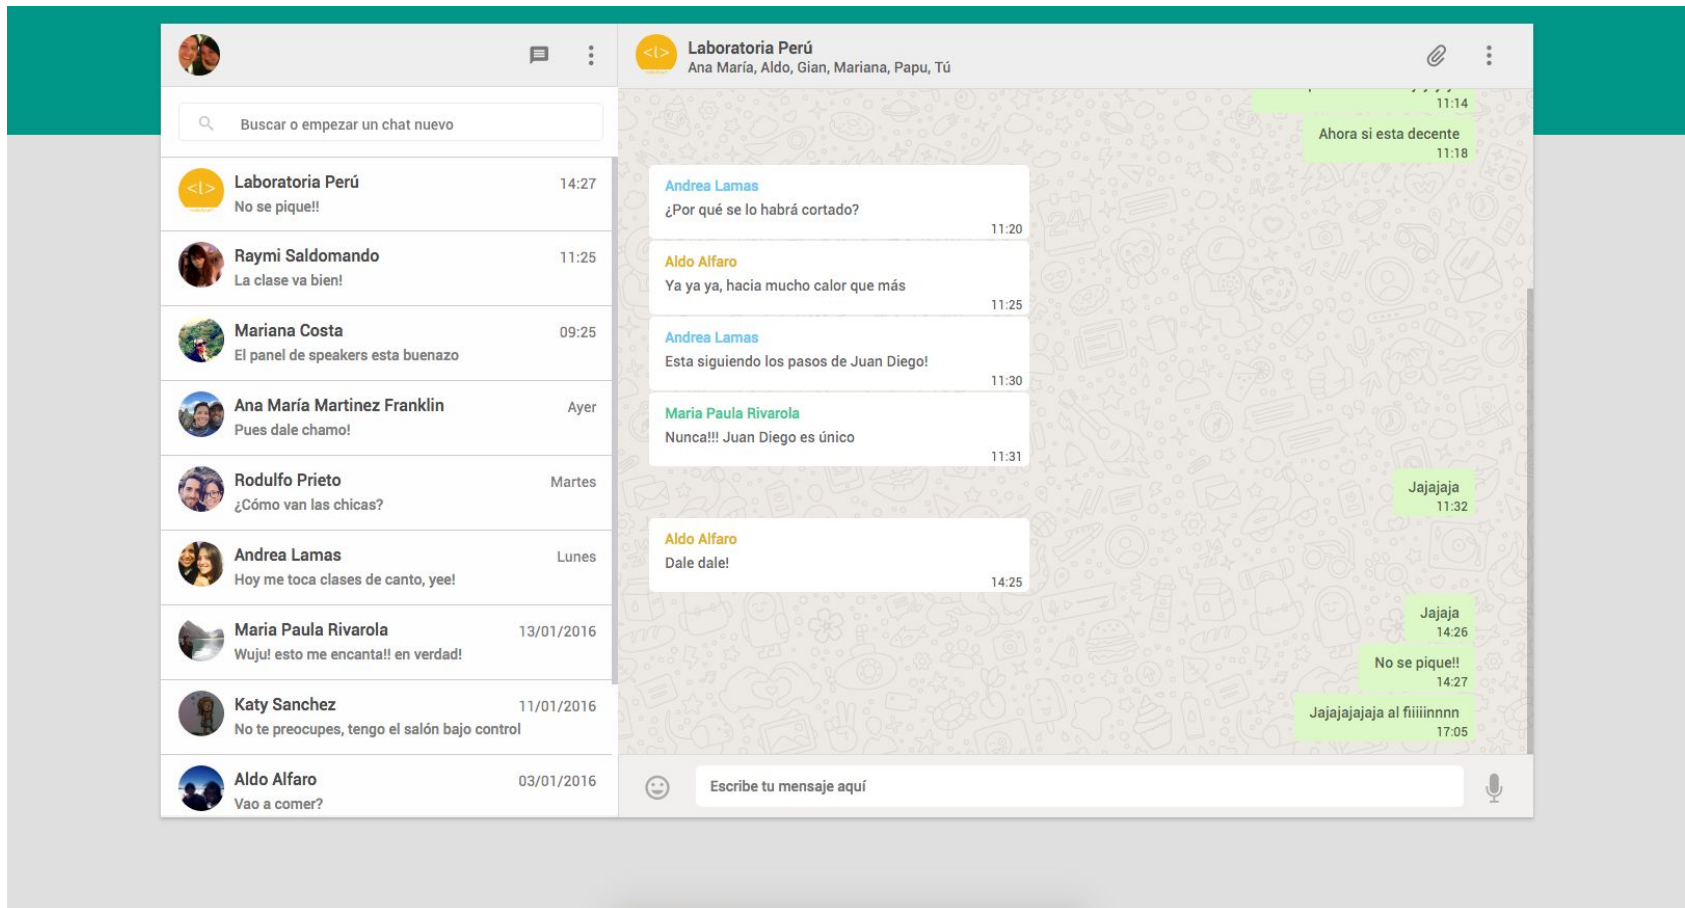 Buscar o empezar un chat nuevo
Laboratoria Perú 14:27
No se pique!!
Raymi Saldomando 11:25
La clase va bien!
Mariana Costa 09:25
El panel de speakers esta buenazo
Ana María Martinez Franklin Ayer
Pues dale chamo!
Rodulfo Prieto Martes
¿Cómo van las chicas?
Andrea Lamas Lunes
Hoy me toca clases de canto, yee!
Maria Paula Rivarola 13/01/2016
Wuju! esto me encanta!! en verdad!
Katy Sanchez 11/01/2016
No te preocupes, tengo el salón bajo control
Aldo Alfaro 03/01/2016
Vao a comer?
<l>
Laboratoria Perú
Ana María, Aldo, Gian, Mariana, Papu, Tú
11:14
Ahora si esta decente
11:18
Andrea Lamas
¿Por qué se lo habrá cortado?
11:20
Aldo Alfaro
Ya ya ya, hacia mucho calor que más
11:25
Andrea Lamas
Esta siguiendo los pasos de Juan Diego!
11:30
Maria Paula Rivarola
Nunca!!! Juan Diego es único
11:31
Jajajaja
11:32
Aldo Alfaro
Dale dale!
14:25
Jajaja
14:26
No se pique!!
14:27
Jajajajajaja al fiiiiinnnn
17:05
Escribe tu mensaje aquí